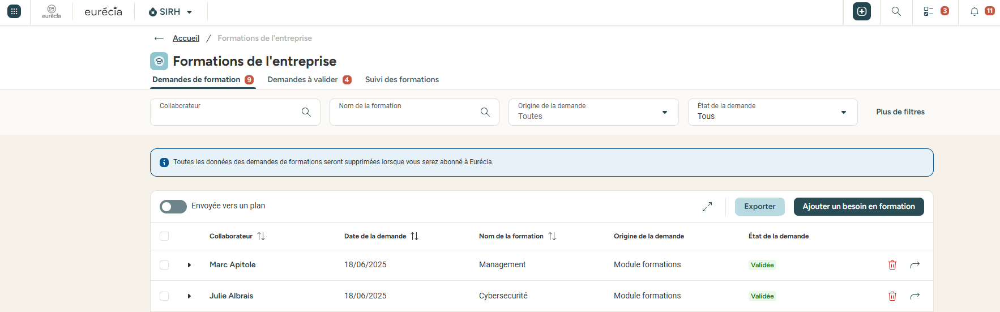 eurécia
eurécia
SIRH
3
11
Accueil / Formations de l'entreprise
Formations de l'entreprise
Demandes de formation 9
Demandes à valider 4
Suivi des formations
Collaborateur
Nom de la formation
Origine de la demande
Toutes
État de la demande
Tous
Plus de filtres
Toutes les données des demandes de formations seront supprimées lorsque vous serez abonné à Eurécia.
Envoyée vers un plan
Exporter
Ajouter un besoin en formation
Collaborateur Date de la demande Nom de la formation Origine de la demande État de la demande
Marc Apitole 18/06/2025 Management Module formations Validée
Julie Albrais 18/06/2025 Cybersecurité Module formations Validée